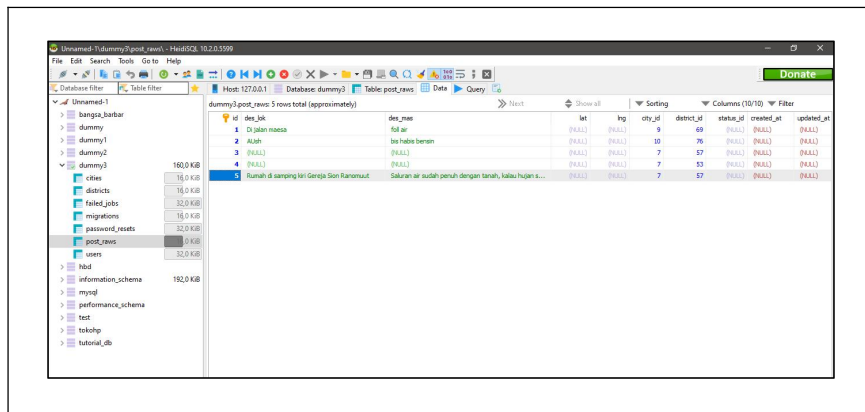 Unnamed-1\dummy3\post_raws\ - HeidiSQL 10.2.0.5599
File Edit Search Tools Go to Help
Donate
Database filter Table filter Host: 127.0.0.1 Database: dummy3 Table: post_raws Data Query
Unnamed-1
bangsa_barbar
dummy
dummy1
dummy2
dummy3 160,0 KiB
cities 16,0 KiB
districts 16,0 KiB
failed_jobs 32,0 KiB
migrations 16,0 KiB
password_resets 32,0 KiB
post_raws ,0 KiB
users 32,0 KiB
hbd
information_schema 192,0 KiB
mysql
performance_schema
test
tokohp
tutorial_db
dummy3.post_raws: 5 rows total (approximately) Next Show all Sorting Columns (10/10) Filter
id des_lok des_mas lat lng city_id district_id status_id created_at updated_at
1 Di jalan maesa foll air (NULL) (NULL) 9 69 (NULL) (NULL) (NULL)
2 bis habis bensin (NULL) (NULL) 10 76 (NULL) (NULL) (NULL)
3 (NULL) (NULL) (NULL) (NULL) 7 57 (NULL) (NULL) (NULL)
4 (NULL) (NULL) (NULL) (NULL) 7 53 (NULL) (NULL) (NULL)
5 Rumah di samping kiri Gereja Sion Ranomuut Saluran air sudah penuh dengan tanah, kalau hujan s... (NULL) (NULL) 7 57 (NULL) (NULL) (NULL)